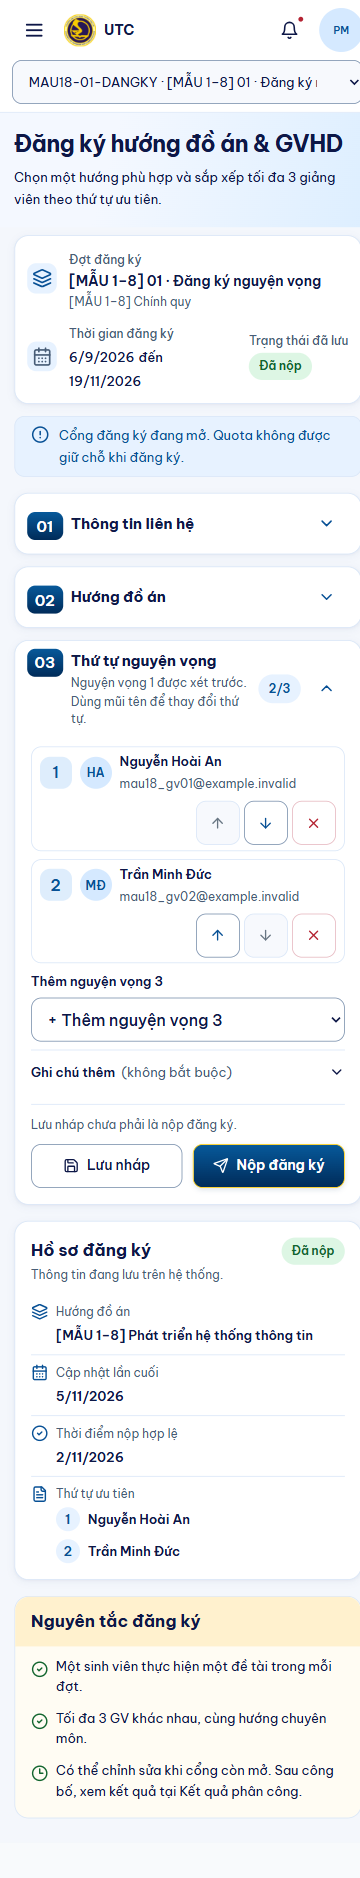 UTC
PM
MAU18-01-DANGKY · [MẪU 1–8] 01 · Đăng ký
Đăng ký hướng đồ án & GVHD
Chọn một hướng phù hợp và sắp xếp tối đa 3 giảng
viên theo thứ tự ưu tiên.
Đợt đăng ký
[MẪU 1–8] 01 · Đăng ký nguyện vọng
[MẪU 1–8] Chính quy
Thời gian đăng ký
6/9/2026 đến
19/11/2026
Trạng thái đã lưu
Đã nộp
Cổng đăng ký đang mở. Quota không được
giữ chỗ khi đăng ký.
01 Thông tin liên hệ
02 Hướng đồ án
03 Thứ tự nguyện vọng
Nguyện vọng 1 được xét trước.
Dùng mũi tên để thay đổi thứ
tự.
2/3
1 HA Nguyễn Hoài An
mau18_gv01@example.invalid
2 MĐ Trần Minh Đức
mau18_gv02@example.invalid
Thêm nguyện vọng 3
+ Thêm nguyện vọng 3
Ghi chú thêm (không bắt buộc)
Lưu nháp chưa phải là nộp đăng ký.
Lưu nháp
Nộp đăng ký
Hồ sơ đăng ký
Đã nộp
Thông tin đang lưu trên hệ thống.
Hướng đồ án
[MẪU 1–8] Phát triển hệ thống thông tin
Cập nhật lần cuối
5/11/2026
Thời điểm nộp hợp lệ
2/11/2026
Thứ tự ưu tiên
1 Nguyễn Hoài An
2 Trần Minh Đức
Nguyên tắc đăng ký
Một sinh viên thực hiện một đề tài trong mỗi
đợt.
Tối đa 3 GV khác nhau, cùng hướng chuyên
môn.
Có thể chỉnh sửa khi cổng còn mở. Sau công
bố, xem kết quả tại Kết quả phân công.